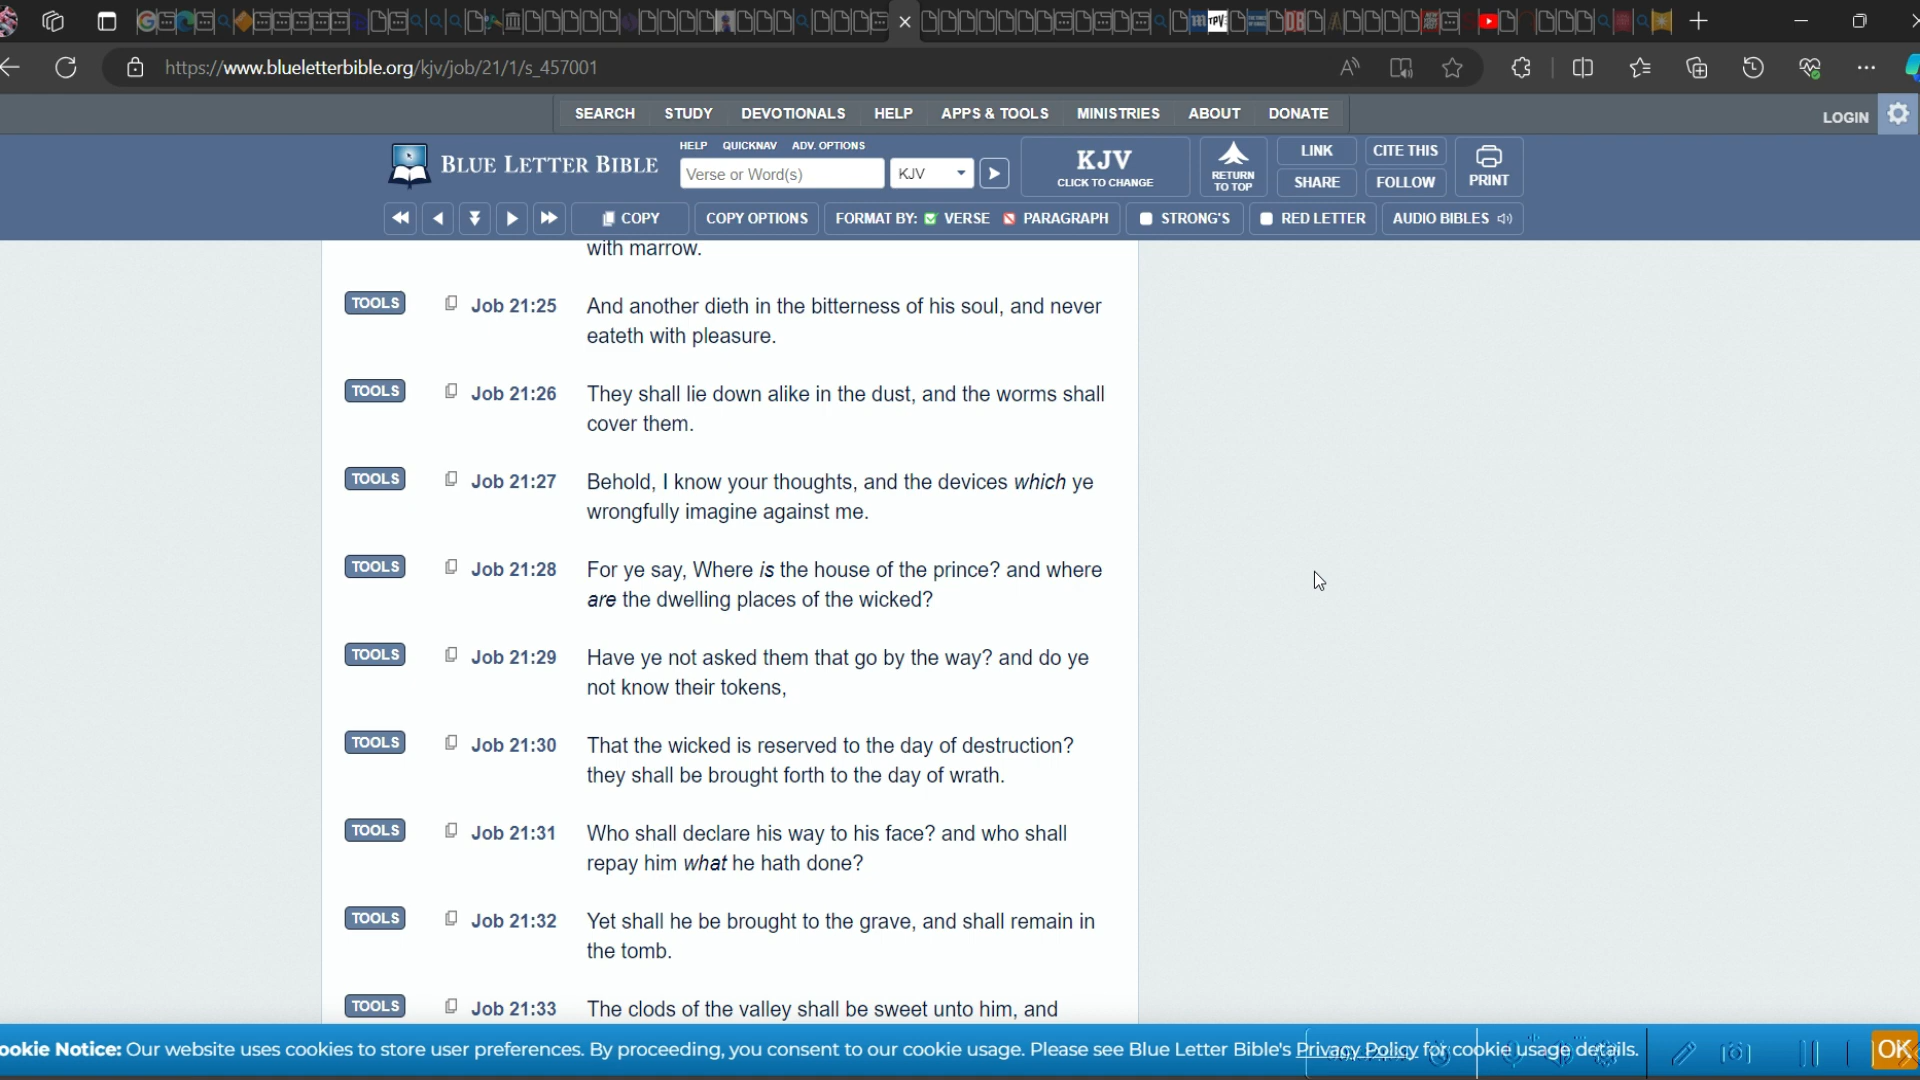 https://www.blueletterbible.org/kjv/job/21/1/s_457001
SEARCH STUDY DEVOTIONALS HELP APPS & TOOLS MINISTRIES ABOUT DONATE
LOGIN
BLUE LETTER BIBLE
HELP QUICKNAV ADV. OPTIONS
Verse or Word(s)
KJV
KJV
CLICK TO CHANGE
RETURN
TO TOP
LINK
CITE THIS
SHARE
FOLLOW
PRINT
COPY COPY OPTIONS FORMAT BY: VERSE PARAGRAPH STRONG'S RED LETTER AUDIO BIBLES
with marrow.
TOOLS Job 21:25 And another dieth in the bitterness of his soul, and never
eateth with pleasure.
TOOLS Job 21:26 They shall lie down alike in the dust, and the worms shall
cover them.
TOOLS Job 21:27 Behold, I know your thoughts, and the devices which ye
wrongfully imagine against me.
TOOLS Job 21:28 For ye say, Where is the house of the prince? and where
are the dwelling places of the wicked?
TOOLS Job 21:29 Have ye not asked them that go by the way? and do ye
not know their tokens,
TOOLS Job 21:30 That the wicked is reserved to the day of destruction?
they shall be brought forth to the day of wrath.
TOOLS Job 21:31 Who shall declare his way to his face? and who shall
repay him what he hath done?
TOOLS Job 21:32 Yet shall he be brought to the grave, and shall remain in
the tomb.
TOOLS Job 21:33 The clods of the valley shall be sweet unto him, and
ookie Notice: Our website uses cookies to store user preferences. By proceeding, you consent to our cookie usage. Please see Blue Letter Bible's Privacy Policy for cookie usage details.
OK